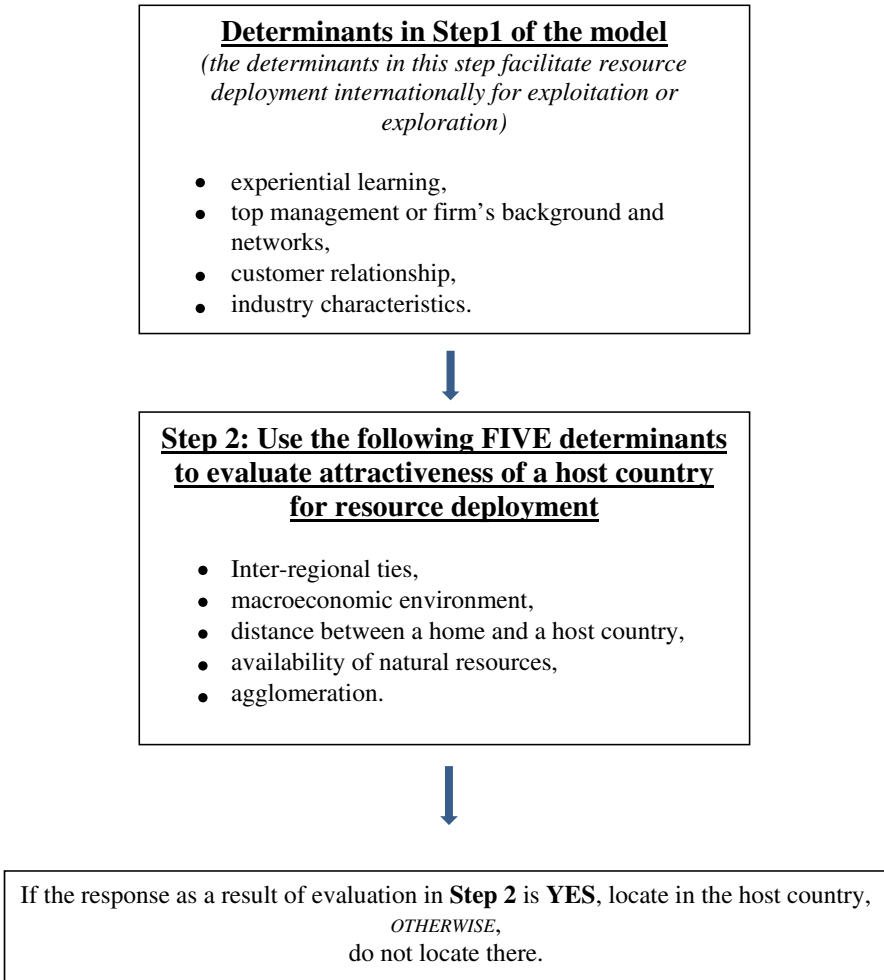 Determinants in Step1 of the model
(the determinants in this step facilitate resource
deployment internationally for exploitation or
exploration)
• experiential learning,
• top management or firm's background and
networks,
• customer relationship,
• industry characteristics.
Step 2: Use the following FIVE determinants
to evaluate attractiveness of a host country
for resource deployment
• Inter-regional ties,
• macroeconomic environment,
• distance between a home and a host country,
• availability of natural resources,
• agglomeration.
If the response as a result of evaluation in Step 2 is YES, locate in the host country,
OTHERWISE,
do not locate there.